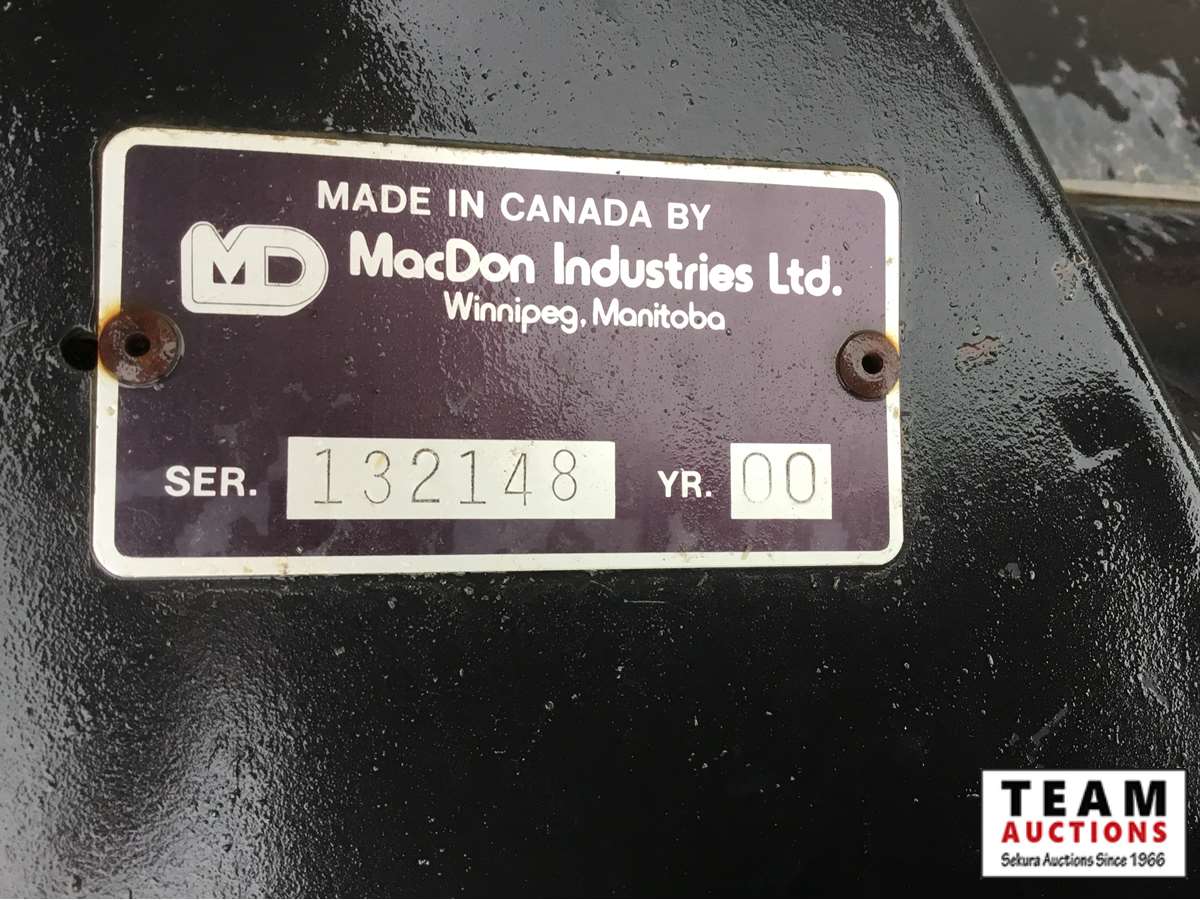 MADE IN CANADA BY
MD
MacDon Industries Ltd.
Winnipeg, Manitoba
SER. 132148 YR. 00
TEAM
AUCTIONS
Sekura Auctions Since 1966